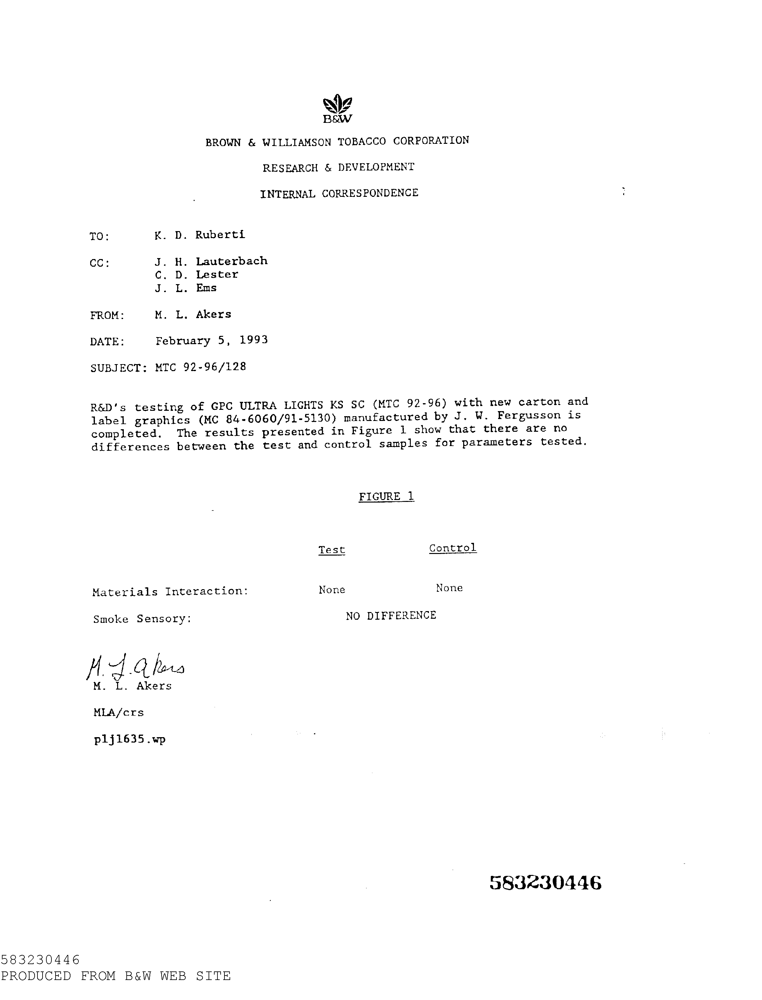 B&W
BROWN & WILLIAMSON TOBACCO CORPORATION
RESEARCH & DEVELOPMENT
INTERNAL CORRESPONDENCE
TO: K. D. Ruberti
CC: J. H. Lauterbach
C. D. Lester
J. L. Ems
FROM: M. L. Akers
DATE: February 5, 1993
SUBJECT: MTC 92-96/128
R&D's testing of GPC ULTRA LIGHTS KS SC (MTC 92-96) with new carton and
label graphics (MC 84-6060/91-5130) manufactured by J. W. Fergusson is
completed. The results presented in Figure 1 show that there are no
differences between the test and control samples for parameters tested.
FIGURE 1
Test Control
Materials Interaction: None None
Smoke Sensory: NO DIFFERENCE
M. L. Akers
M. L. Akers
MLA/crs
plj1635.wp
583230446
583230446
PRODUCED FROM B&W WEB SITE